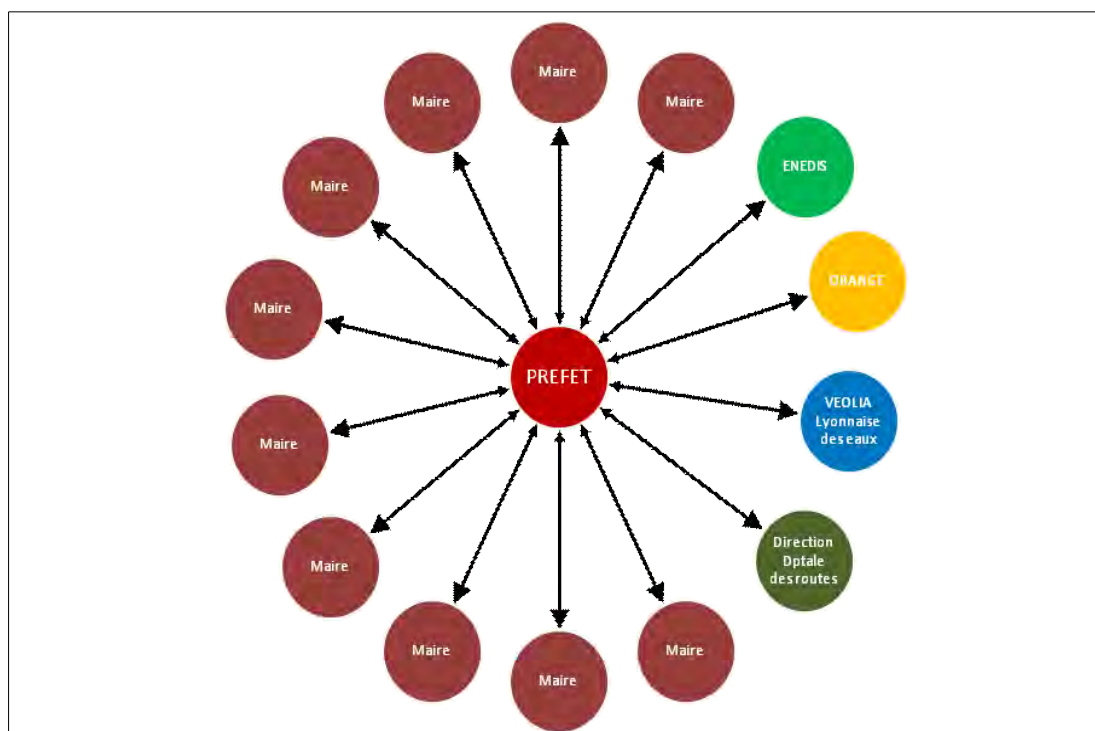 Maire
Maire
Maire
ENEDIS
Maire
ORANGE
Maire
PREFET
VEOLIA
Lyonnaise
des eaux
Maire
Direction
Dptale
des routes
Maire
Maire
Maire
Maire